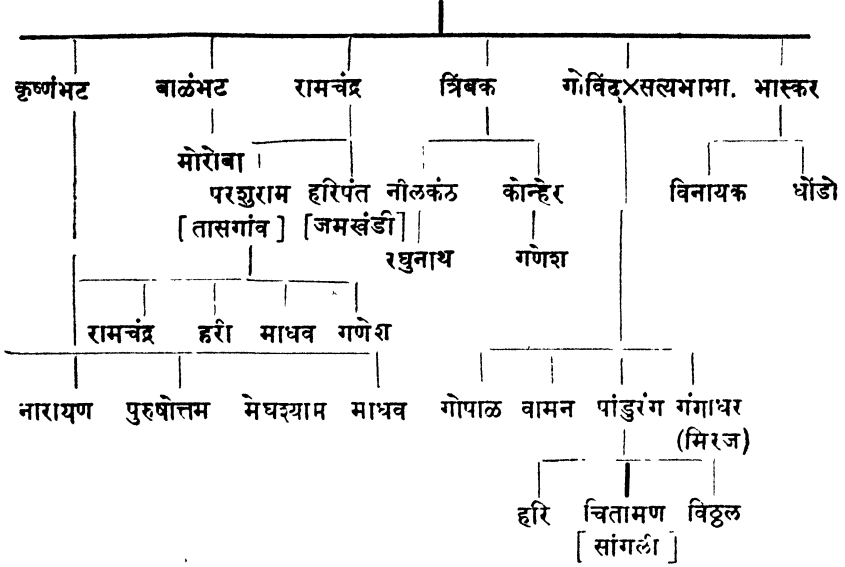 कृष्णंभट बाळंभट रामचंद्र त्रिंबक गोविंद×सत्यभामा. भास्कर
मोरोबा
परशुराम हरिपंत नीलकंठ कोन्हेर विनायक धोंडो
[तासगांव] [जमखंडी]
रघुनाथ गणेश
रामचंद्र हरी माधव गणेश
नारायण पुरुषोत्तम मेघश्याम माधव गोपाळ वामन पांडुरंग गंगाधर
(मिरज)
हरि चिंतामण विठ्ठल
[सांगली]